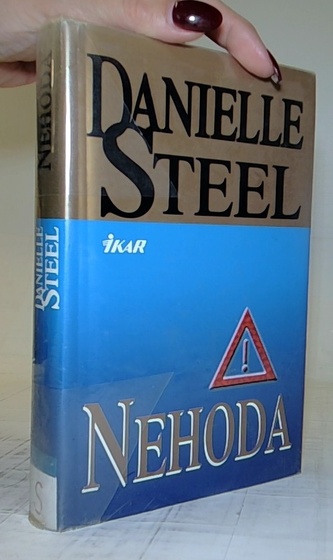 DANIELLE
STEEL
IKAR
!
NEHODA
NEHODA
DANIELLE
STEEL
S